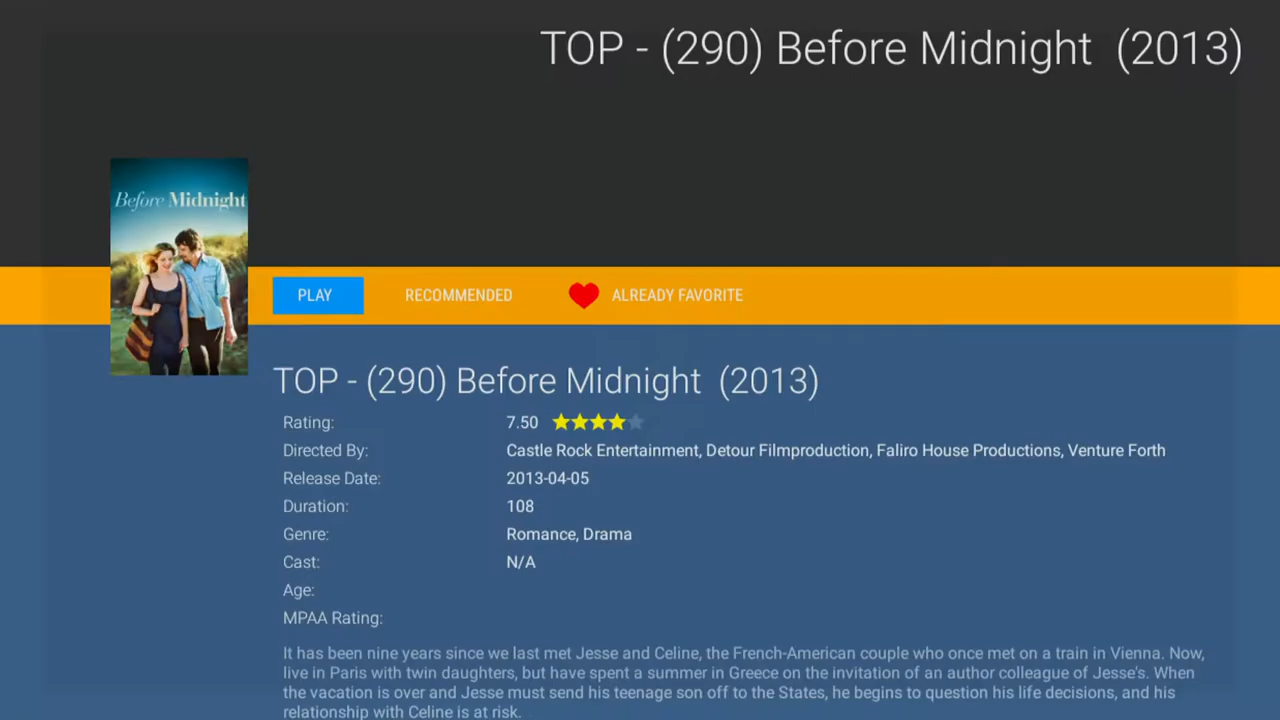 TOP - (290) Before Midnight (2013)
Before Midnight
PLAY RECOMMENDED ALREADY FAVORITE
TOP - (290) Before Midnight (2013)
Rating: 7.50
Directed By: Castle Rock Entertainment, Detour Filmproduction, Faliro House Productions, Venture Forth
Release Date: 2013-04-05
Duration: 108
Genre: Romance, Drama
Cast: N/A
Age:
MPAA Rating:
It has been nine years since we last met Jesse and Celine, the French-American couple who once met on a train in Vienna. Now,
live in Paris with twin daughters, but have spent a summer in Greece on the invitation of an author colleague of Jesse's. When
the vacation is over and Jesse must send his teenage son off to the States, he begins to question his life decisions, and his
relationship with Celine is at risk.